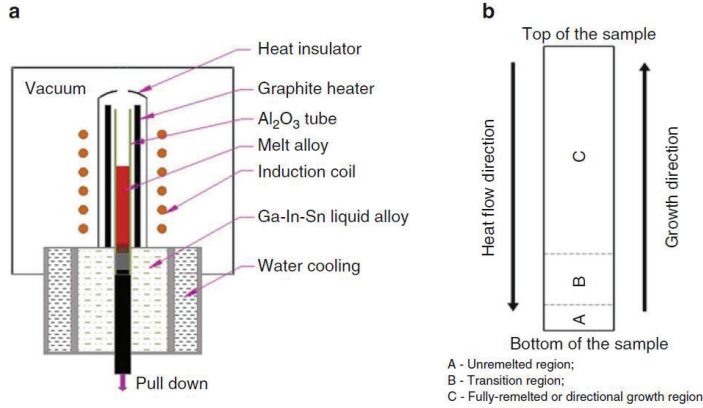 a
Vacuum
Heat insulator
Graphite heater
Al₂O₃ tube
Melt alloy
Induction coil
Ga-In-Sn liquid alloy
Water cooling
Pull down
b
Top of the sample
Heat flow direction
C
B
A
Growth direction
Bottom of the sample
A - Unremelted region;
B - Transition region;
C - Fully-remelted or directional growth region